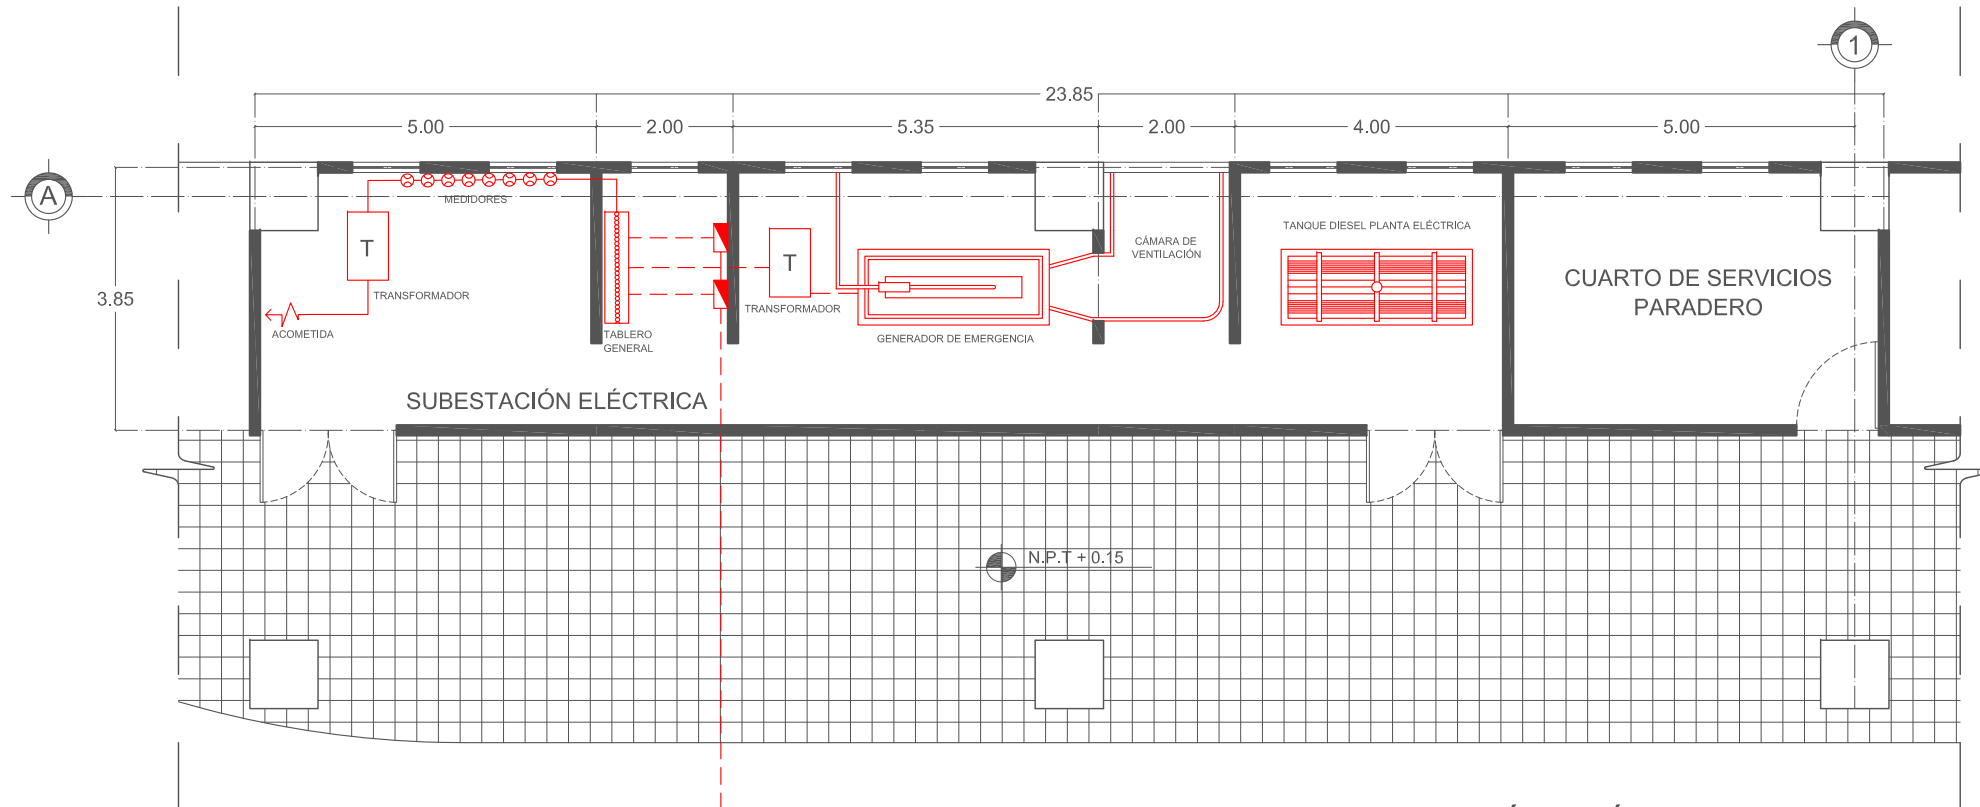 1
23.85
5.00
2.00
5.35
2.00
4.00
5.00
A
MEDIDORES
T
TRANSFORMADOR
3.85
ACOMETIDA
TABLERO
GENERAL
T
TRANSFORMADOR
GENERADOR DE EMERGENCIA
CÁMARA DE
VENTILACIÓN
TANQUE DIESEL PLANTA ELÉCTRICA
CUARTO DE SERVICIOS
PARADERO
SUBESTACIÓN ELÉCTRICA
N.P.T + 0.15